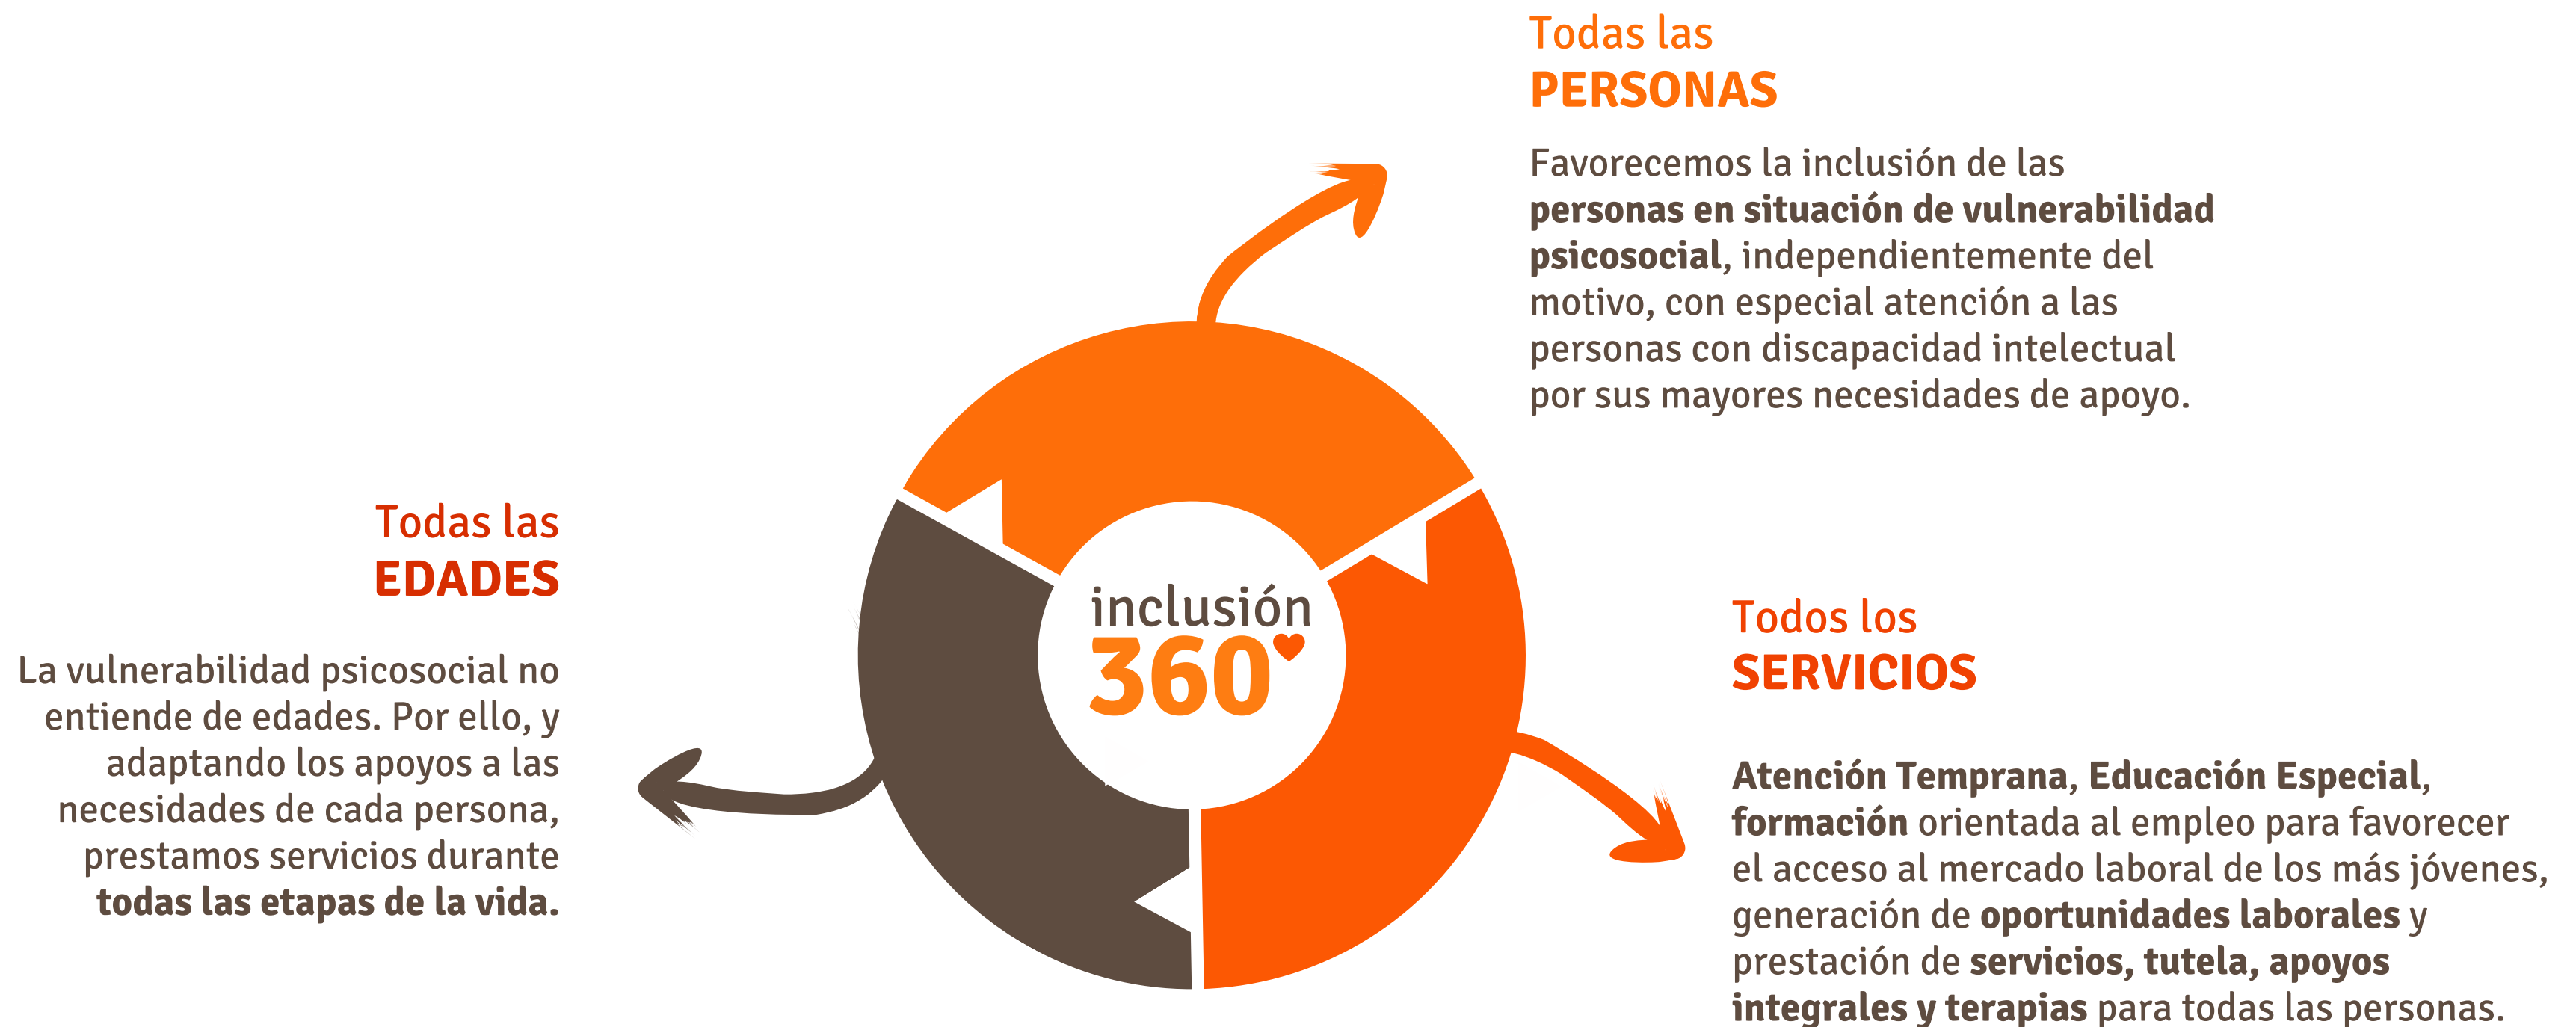 Todas las
PERSONAS
Favorecemos la inclusión de las
personas en situación de vulnerabilidad
psicosocial, independientemente del
motivo, con especial atención a las
personas con discapacidad intelectual
por sus mayores necesidades de apoyo.
Todas las
EDADES
La vulnerabilidad psicosocial no
entiende de edades. Por ello, y
adaptando los apoyos a las
necesidades de cada persona,
prestamos servicios durante
todas las etapas de la vida.
inclusión
360
Todos los
SERVICIOS
Atención Temprana, Educación Especial,
formación orientada al empleo para favorecer
el acceso al mercado laboral de los más jóvenes,
generación de oportunidades laborales y
prestación de servicios, tutela, apoyos
integrales y terapias para todas las personas.